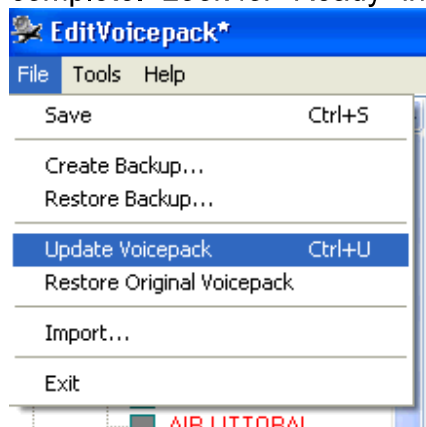 EditVoicepack*
File Tools Help
Save Ctrl+S
Create Backup...
Restore Backup...
Update Voicepack Ctrl+U
Restore Original Voicepack
Import...
Exit